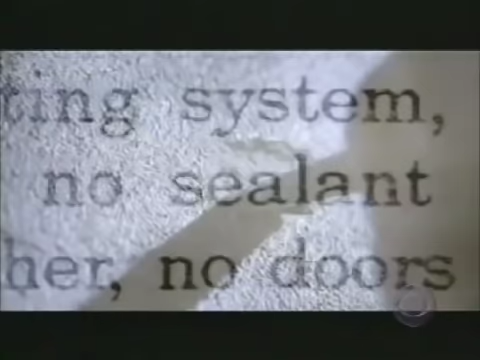 ting system,
no sealant
her, no doors